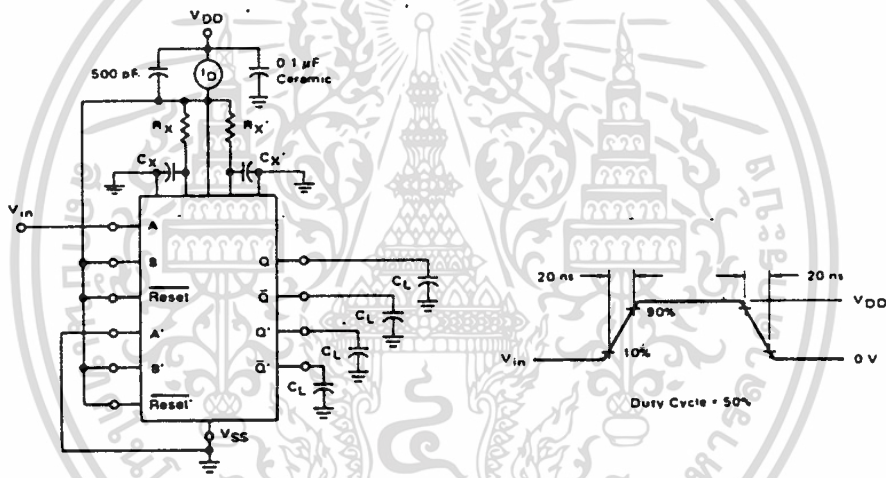 VDD
500 pF.
ID
0.1 µF
Ceramic
RX
RX'
CX
CX'
Vin
A
B
Reset
A'
B'
Reset'
Q
Q̅
Q'
Q̅'
CL
CL
CL
CL
VSS
20 ns
20 ns
90%
10%
VDD
Vin
0 V
Duty Cycle = 50%